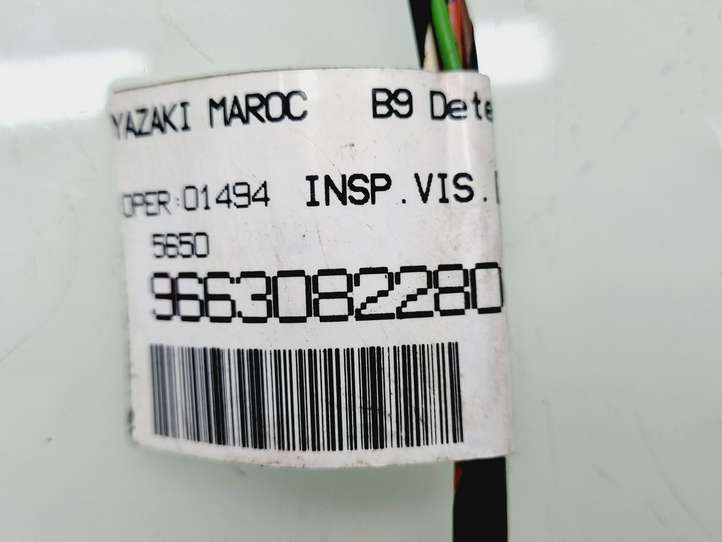 YAZAKI MAROC B9 Dete
OPER:01494 INSP.VIS.
5650
9663082280